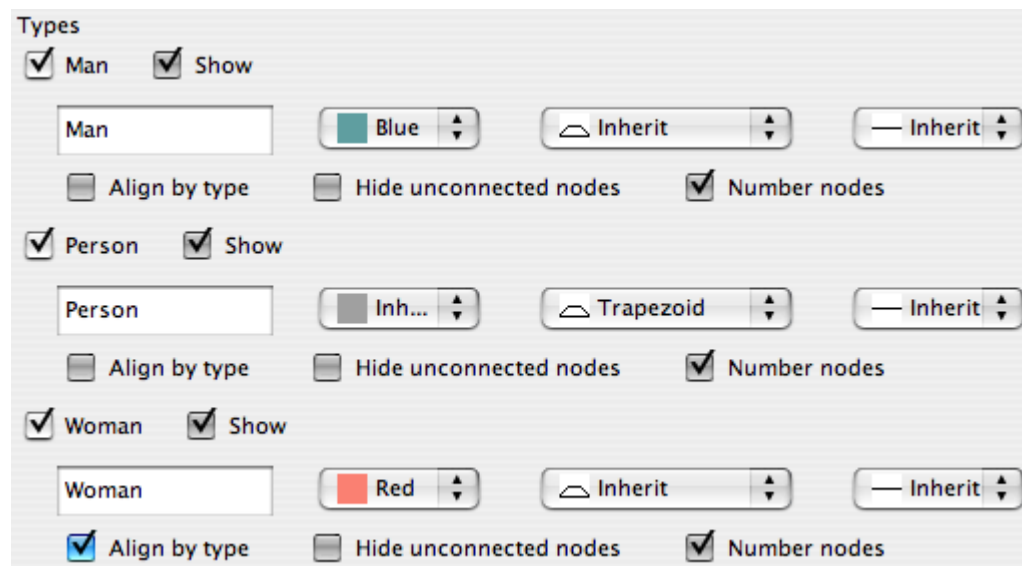 Types
Man Show
Man Blue Inherit Inherit
Align by type Hide unconnected nodes Number nodes
Person Show
Person Inh... Trapezoid Inherit
Align by type Hide unconnected nodes Number nodes
Woman Show
Woman Red Inherit Inherit
Align by type Hide unconnected nodes Number nodes